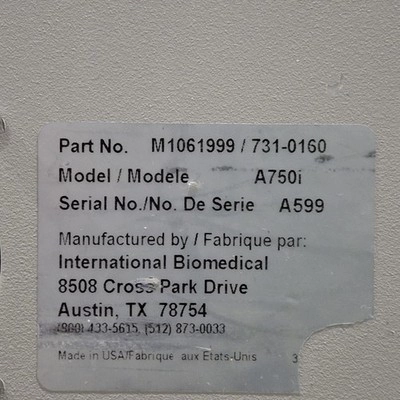 Part No. M1061999 / 731-0160
Model / Modele A750i
Serial No./No. De Serie A599
Manufactured by / Fabrique par:
International Biomedical
8508 Cross Park Drive
Austin, TX 78754
(800) 433-5615, (512) 873-0033
Made in USA/Fabrique aux Etats-Unis 3